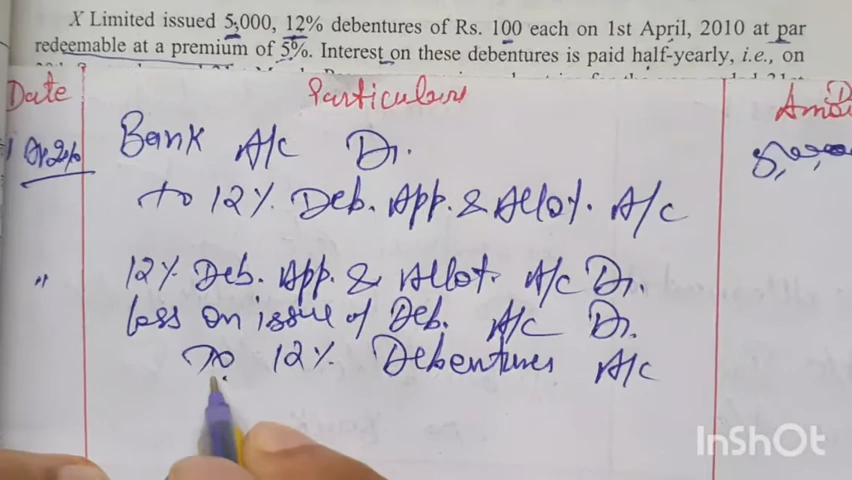 X Limited issued 5,000, 12% debentures of Rs. 100 each on 1st April, 2010 at par
redeemable at a premium of 5%. Interest on these debentures is paid half-yearly, i.e., on
Date Particulars
Bank A/c Dr.
To 12% Deb. App. & Allot. A/c
" 12% Deb. App. & Allot. A/c Dr.
loss on issue of Deb. A/c Dr.
To 12% Debentures A/c
InShOt